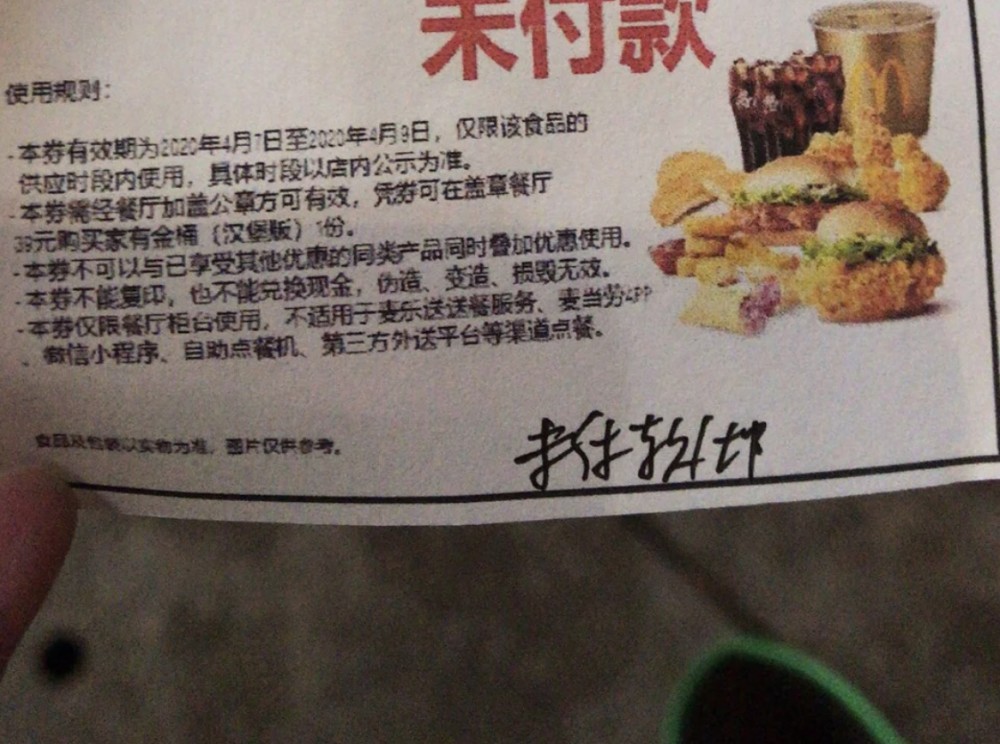 未付款
使用规则：
-本券有效期为2020年4月7日至2020年4月9日，仅限该食品的
供应时段内使用，具体时段以店内公示为准。
-本券需经餐厅加盖公章方可有效，凭券可在盖章餐厅
39元购买家有金桶（汉堡版）1份。
-本券不可以与已享受其他优惠的同类产品同时叠加优惠使用。
-本券不能复印，也不能兑换现金，伪造、变造、损毁无效。
-本券仅限餐厅柜台使用，不适用于麦乐送送餐服务、麦当劳APP
、微信小程序、自助点餐机、第三方外送平台等渠道点餐。
食品及包装以实物为准，图片仅供参考。